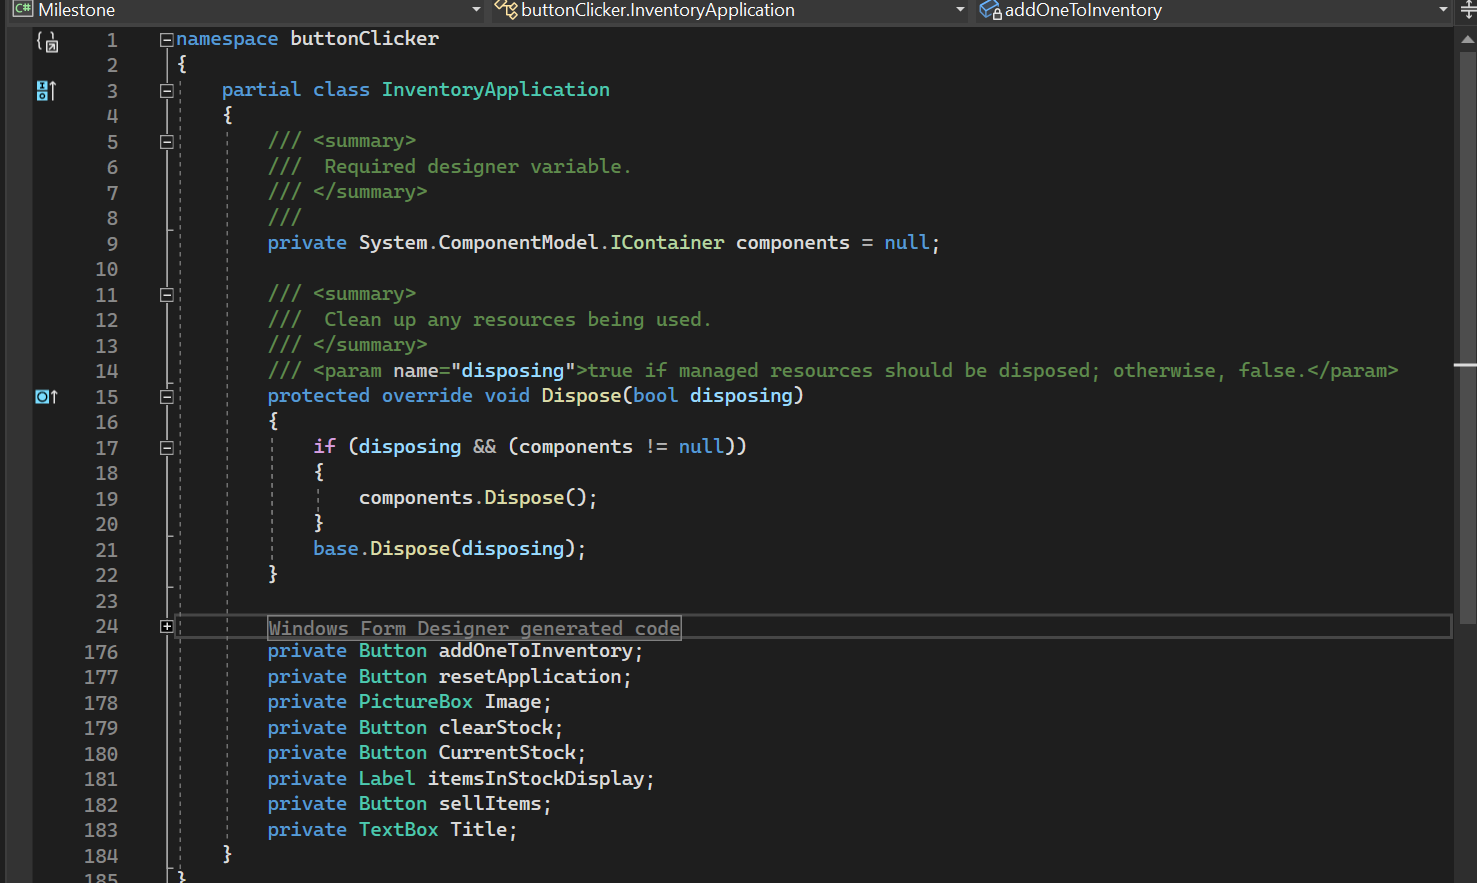 C# Milestone buttonClicker.InventoryApplication addOneToInventory
1 namespace buttonClicker
2 {
3 partial class InventoryApplication
4 {
5 /// <summary>
6 ///  Required designer variable.
7 /// </summary>
8 ///
9 private System.ComponentModel.IContainer components = null;
10
11 /// <summary>
12 ///  Clean up any resources being used.
13 /// </summary>
14 /// <param name="disposing">true if managed resources should be disposed; otherwise, false.</param>
15 protected override void Dispose(bool disposing)
16 {
17 if (disposing && (components != null))
18 {
19 components.Dispose();
20 }
21 base.Dispose(disposing);
22 }
23
24 Windows Form Designer generated code
176 private Button addOneToInventory;
177 private Button resetApplication;
178 private PictureBox Image;
179 private Button clearStock;
180 private Button CurrentStock;
181 private Label itemsInStockDisplay;
182 private Button sellItems;
183 private TextBox Title;
184 }
185 }